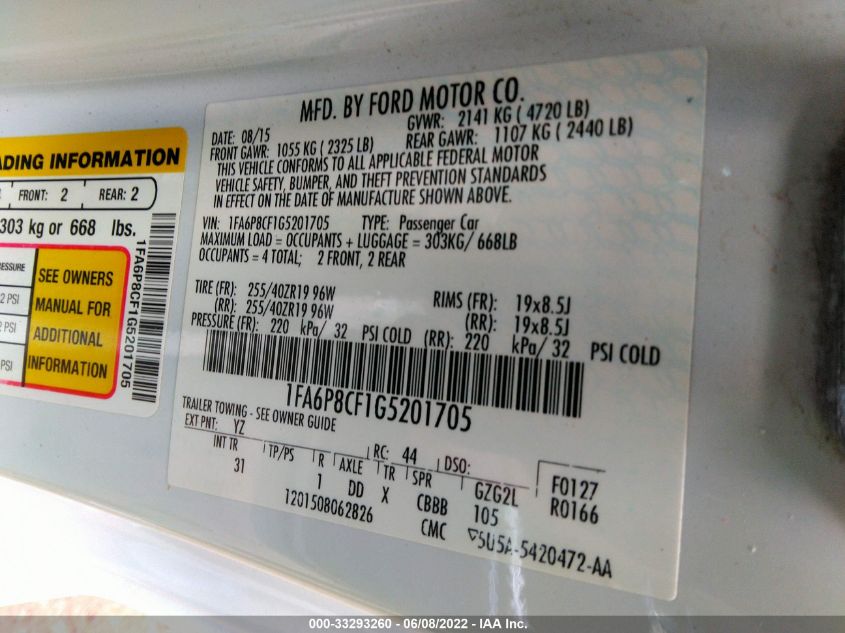 ADING INFORMATION
FRONT: 2 REAR: 2
303 kg or 668 lbs.
PRESSURE
2 PSI
2 PSI
PSI
SEE OWNERS
MANUAL FOR
ADDITIONAL
INFORMATION
1FA6P8CF1G5201705
MFD. BY FORD MOTOR CO.
DATE: 08/15 GVWR: 2141 KG ( 4720 LB)
FRONT GAWR: 1055 KG ( 2325 LB) REAR GAWR: 1107 KG ( 2440 LB)
THIS VEHICLE CONFORMS TO ALL APPLICABLE FEDERAL MOTOR
VEHICLE SAFETY, BUMPER, AND THEFT PREVENTION STANDARDS
IN EFFECT ON THE DATE OF MANUFACTURE SHOWN ABOVE.
VIN: 1FA6P8CF1G5201705 TYPE: Passenger Car
MAXIMUM LOAD = OCCUPANTS + LUGGAGE = 303KG/ 668LB
OCCUPANTS = 4 TOTAL; 2 FRONT, 2 REAR
TIRE (FR): 255/40ZR19 96W RIMS (FR): 19x8.5J
(RR): 255/40ZR19 96W (RR): 19x8.5J
PRESSURE (FR): 220 kPa/ 32 PSI COLD (RR): 220 kPa/ 32 PSI COLD
1FA6P8CF1G5201705
TRAILER TOWING - SEE OWNER GUIDE
EXT PNT: YZ RC: 44 DSO: F0127
INT TR TP/PS R AXLE TR SPR GZG2L R0166
31 1 DD X CBBB 105
1201508062826 CMC 5U5A-5420472-AA
000-33293260 - 06/08/2022 - IAA Inc.